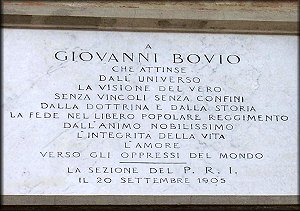 A
GIOVANNI BOVIO
CHE ATTINSE
DALL'UNIVERSO
LA VISIONE DEL VERO
SENZA VINCOLI SENZA CONFINI
DALLA DOTTRINA E DALLA STORIA
LA FEDE NEL LIBERO POPOLARE REGGIMENTO
DALL'ANIMO NOBILISSIMO
L'INTEGRITA DELLA VITA
L'AMORE
VERSO GLI OPPRESSI DEL MONDO
LA SEZIONE DEL P. R. I.
IL 20 SETTEMBRE 1905